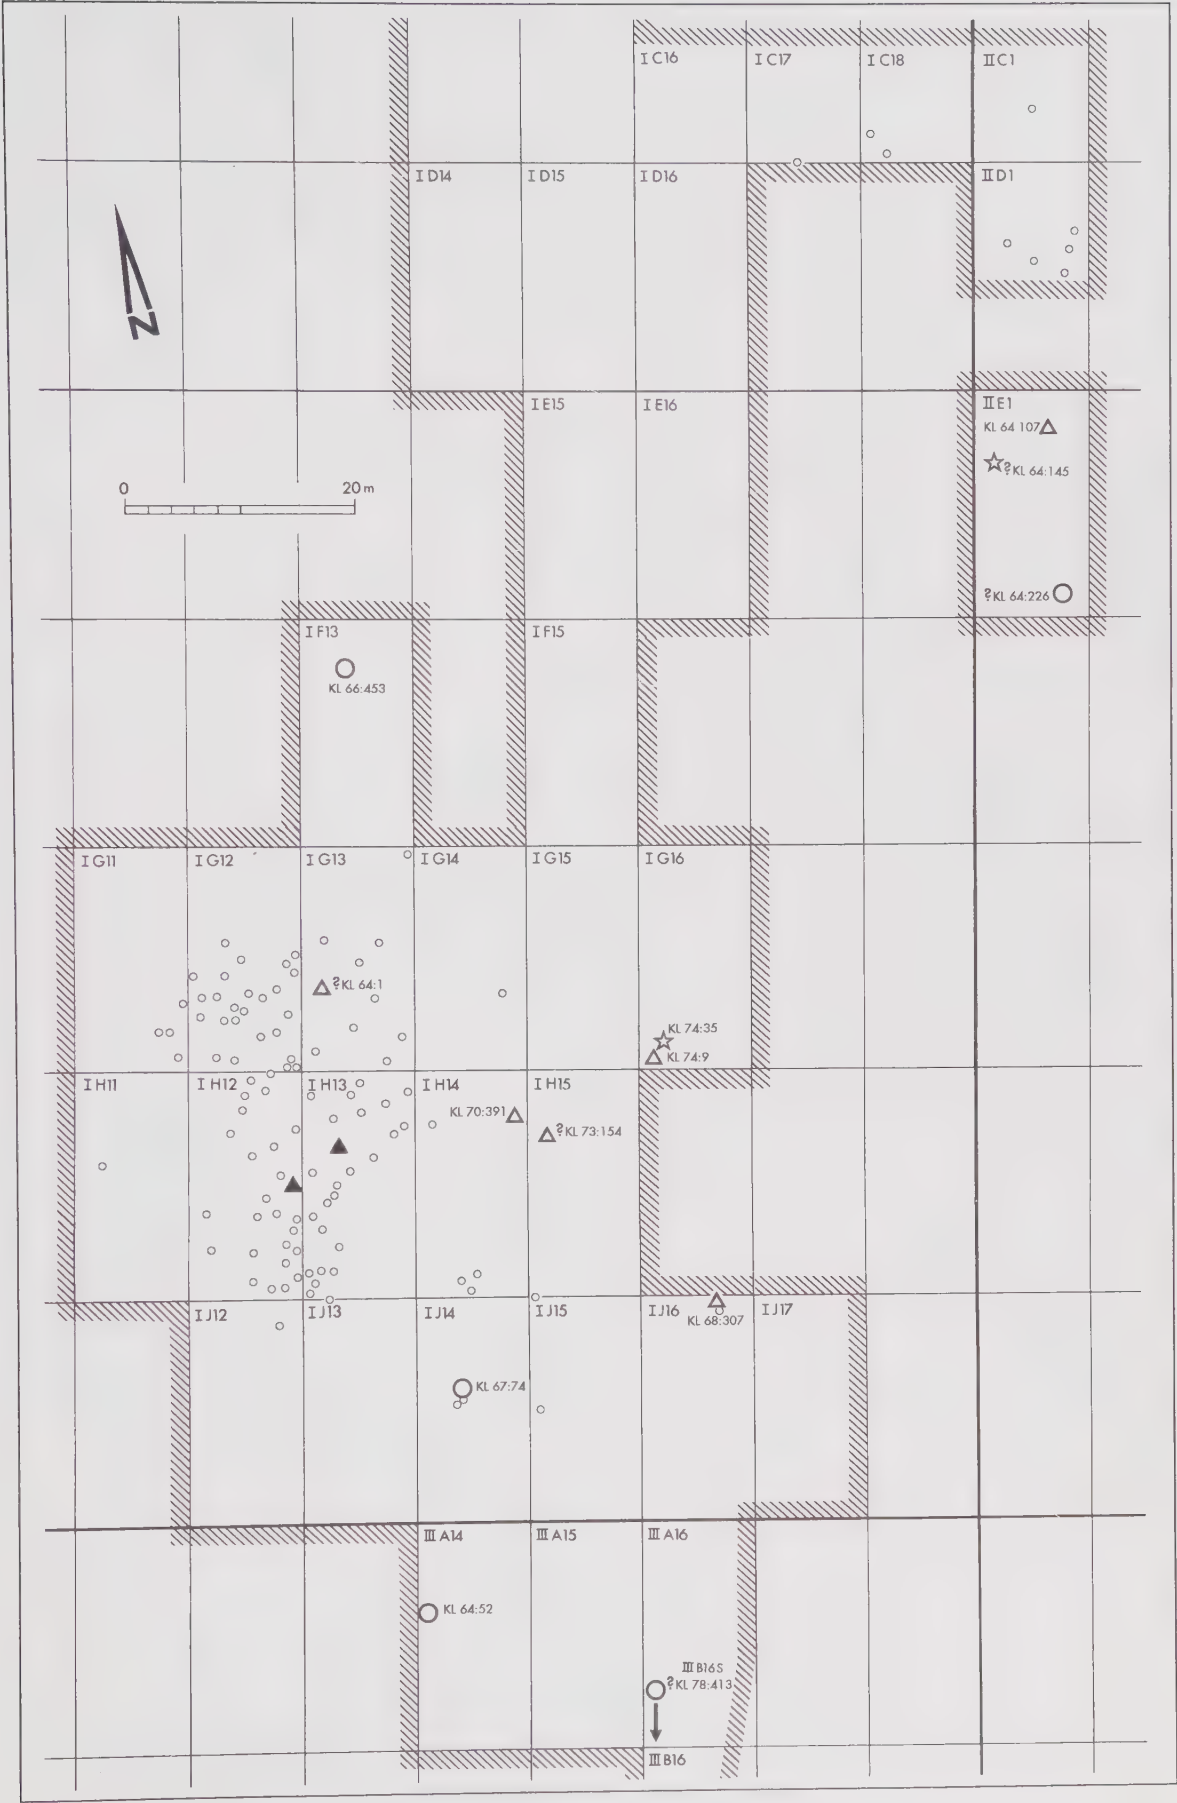 I C16
I C17
I C18
II C1
I D14
I D15
I D16
II D1
N
I E15
I E16
II E1
KL 64 107
? KL 64:145
0
20 m
? KL 64:226
I F13
I F15
KL 66:453
I G11
I G12
I G13
I G14
I G15
I G16
? KL 64:1
KL 74:35
KL 74:9
I H11
I H12
I H13
I H14
I H15
KL 70:391
? KL 73:154
I J12
I J13
I J14
I J15
I J16
I J17
KL 68:307
KL 67:74
III A14
III A15
III A16
KL 64:52
III B16 S
? KL 78:413
III B16